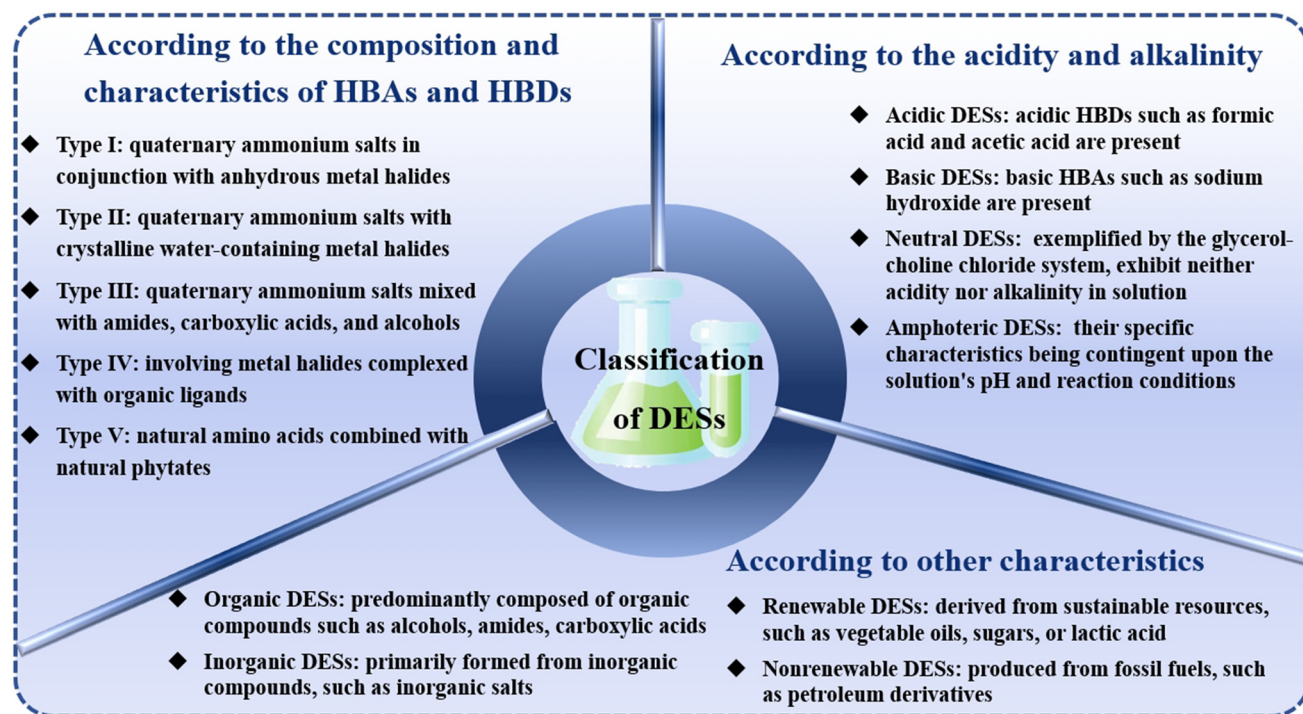 According to the composition and
characteristics of HBAs and HBDs
◆ Type I: quaternary ammonium salts in
conjunction with anhydrous metal halides
◆ Type II: quaternary ammonium salts with
crystalline water-containing metal halides
◆ Type III: quaternary ammonium salts mixed
with amides, carboxylic acids, and alcohols
◆ Type IV: involving metal halides complexed
with organic ligands
◆ Type V: natural amino acids combined with
natural phytates
According to the acidity and alkalinity
◆ Acidic DESs: acidic HBDs such as formic
acid and acetic acid are present
◆ Basic DESs: basic HBAs such as sodium
hydroxide are present
◆ Neutral DESs: exemplified by the glycerol-
choline chloride system, exhibit neither
acidity nor alkalinity in solution
◆ Amphoteric DESs: their specific
characteristics being contingent upon the
solution's pH and reaction conditions
Classification
of DESs
According to other characteristics
◆ Organic DESs: predominantly composed of organic
compounds such as alcohols, amides, carboxylic acids
◆ Inorganic DESs: primarily formed from inorganic
compounds, such as inorganic salts
◆ Renewable DESs: derived from sustainable resources,
such as vegetable oils, sugars, or lactic acid
◆ Nonrenewable DESs: produced from fossil fuels, such
as petroleum derivatives